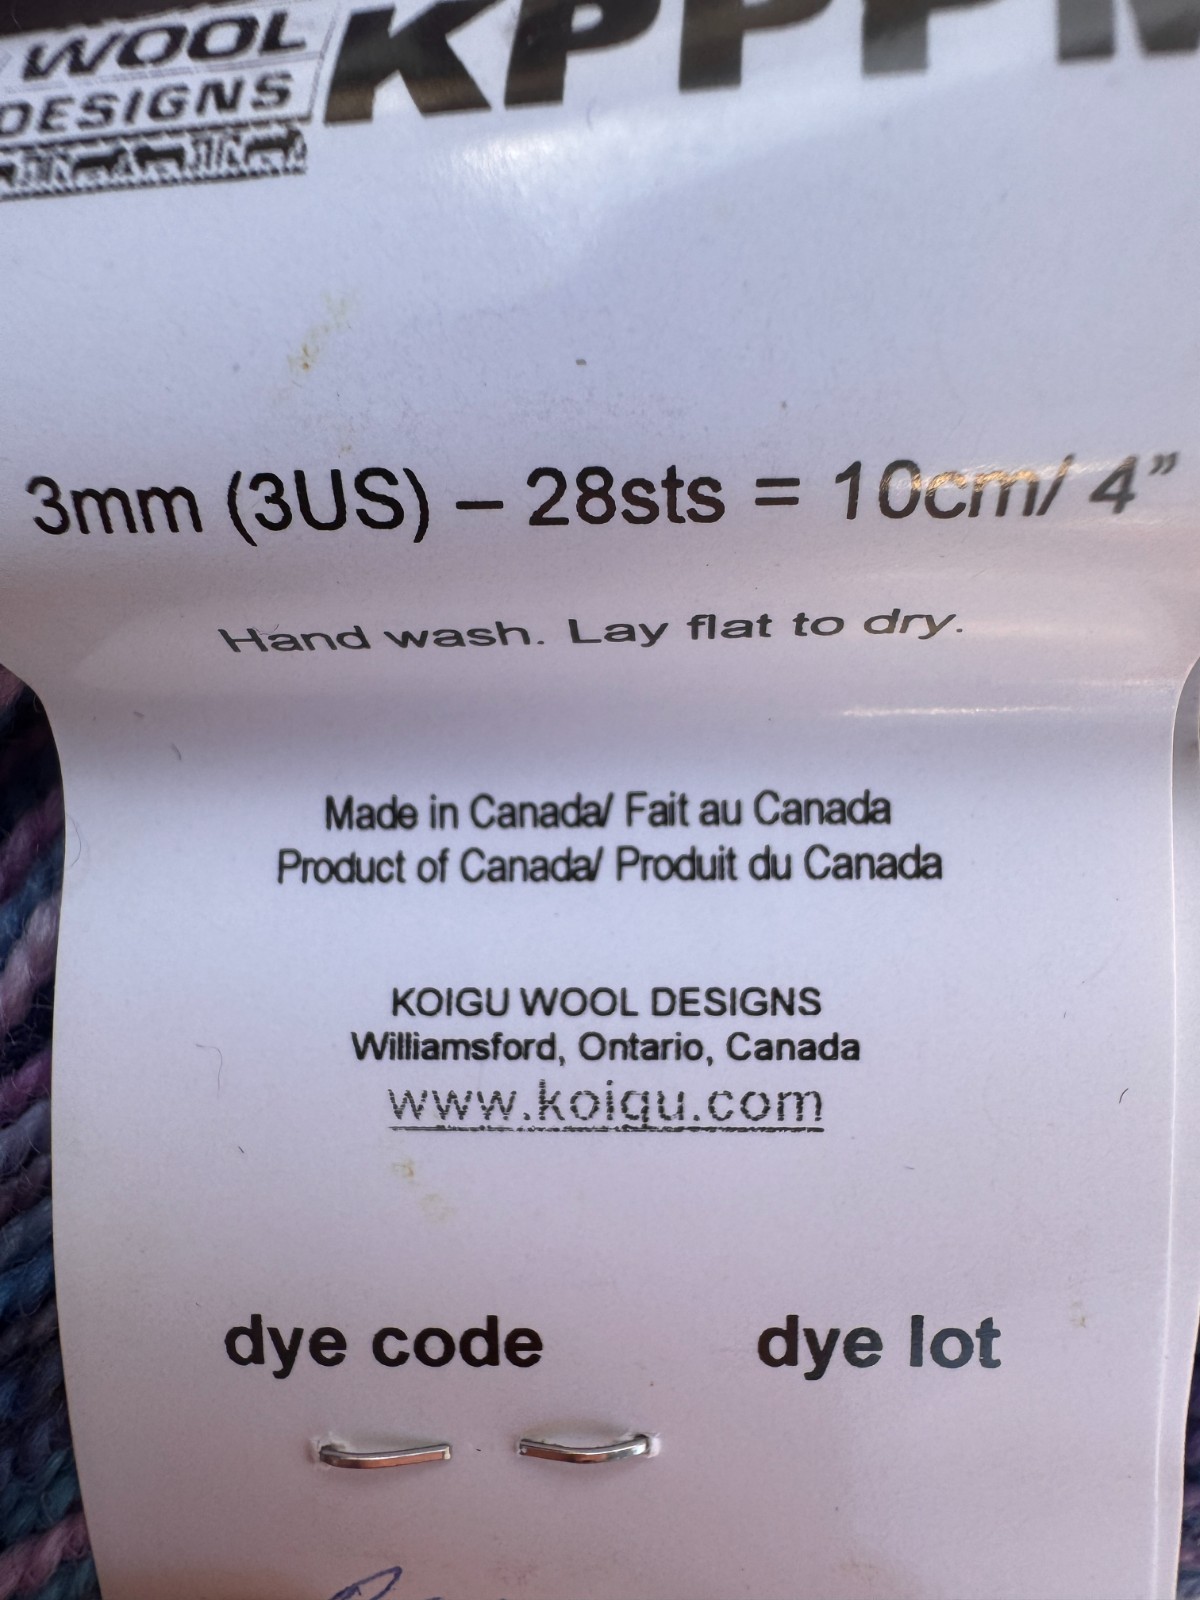 WOOL
DESIGNS
KPPPM
3mm (3US) – 28sts = 10cm/ 4”
Hand wash. Lay flat to dry.
Made in Canada/ Fait au Canada
Product of Canada/ Produit du Canada
KOIGU WOOL DESIGNS
Williamsford, Ontario, Canada
www.koigu.com
dye code dye lot